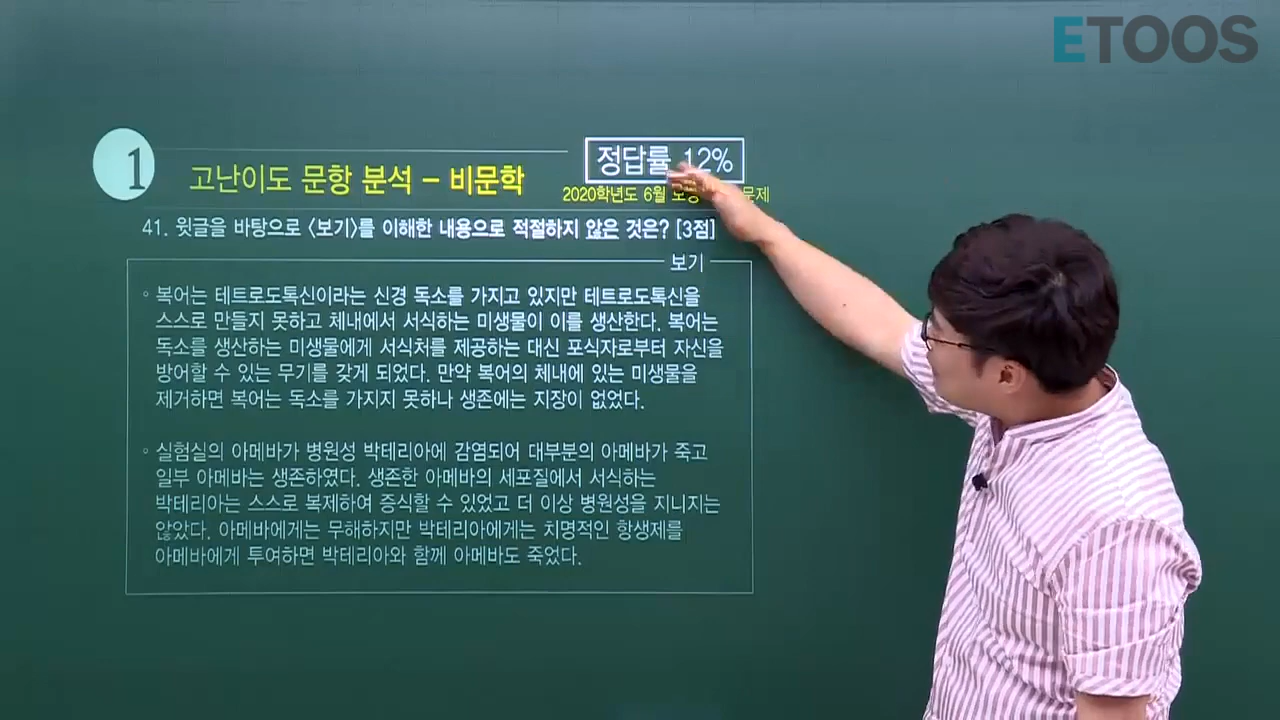 ETOOS
1
정답률 12%
고난이도 문항 분석 – 비문학
2020학년도 6월 문제
41. 윗글을 바탕으로 〈보기〉를 이해한 내용으로 적절하지 않은 것은? [3점]
보기
◦ 복어는 테트로도톡신이라는 신경 독소를 가지고 있지만 테트로도톡신을
스스로 만들지 못하고 체내에서 서식하는 미생물이 이를 생산한다. 복어는
독소를 생산하는 미생물에게 서식처를 제공하는 대신 포식자로부터 자신을
방어할 수 있는 무기를 갖게 되었다. 만약 복어의 체내에 있는 미생물을
제거하면 복어는 독소를 가지지 못하나 생존에는 지장이 없었다.
◦ 실험실의 아메바가 병원성 박테리아에 감염되어 대부분의 아메바가 죽고
일부 아메바는 생존하였다. 생존한 아메바의 세포질에서 서식하는
박테리아는 스스로 복제하여 증식할 수 있었고 더 이상 병원성을 지니지는
않았다. 아메바에게는 무해하지만 박테리아에게는 치명적인 항생제를
아메바에게 투여하면 박테리아와 함께 아메바도 죽었다.